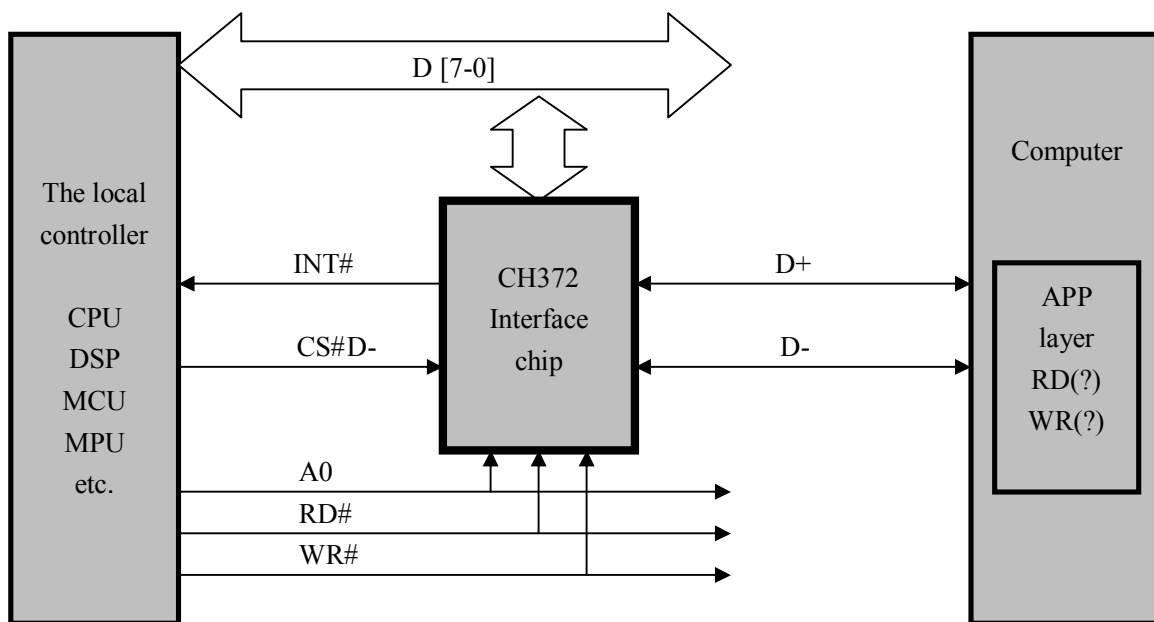 D [7-0]
The local
controller
CPU
DSP
MCU
MPU
etc.
INT#
CS#D-
A0
RD#
WR#
CH372
Interface
chip
D+
D-
Computer
APP
layer
RD(?)
WR(?)